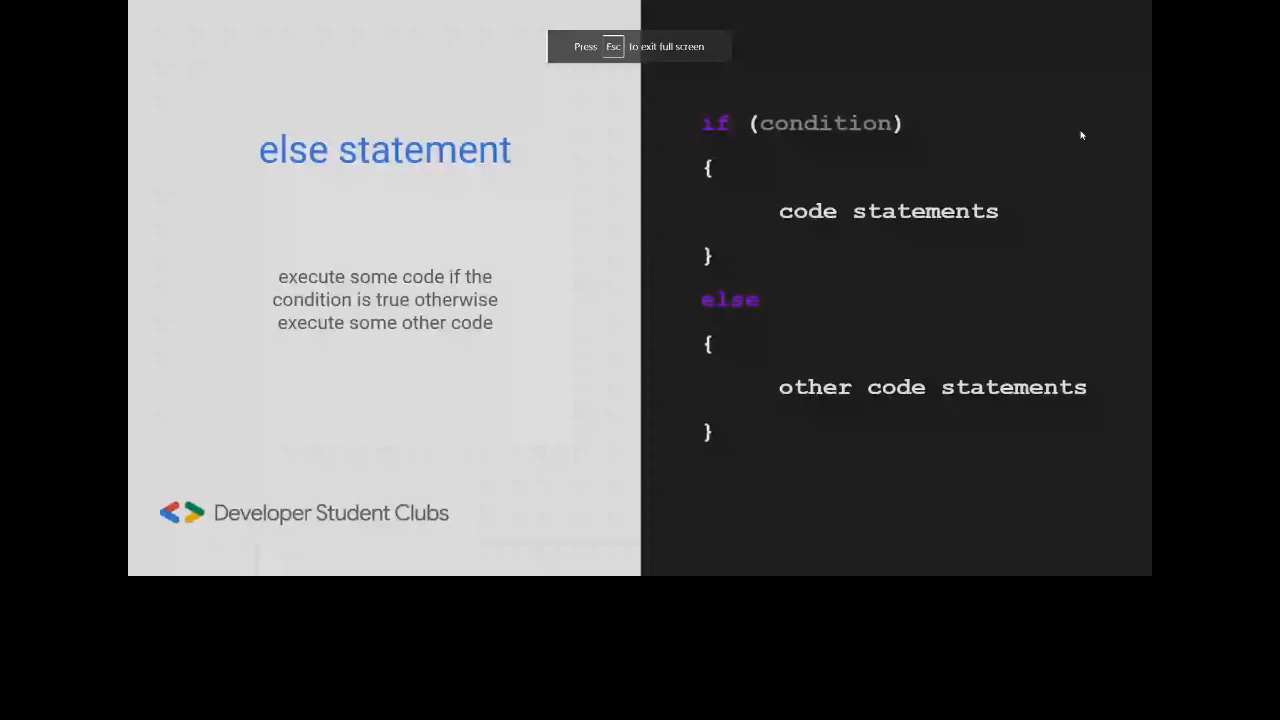 Press Esc to exit full screen
else statement
execute some code if the
condition is true otherwise
execute some other code
Developer Student Clubs
if (condition)
{
code statements
}
else
{
other code statements
}